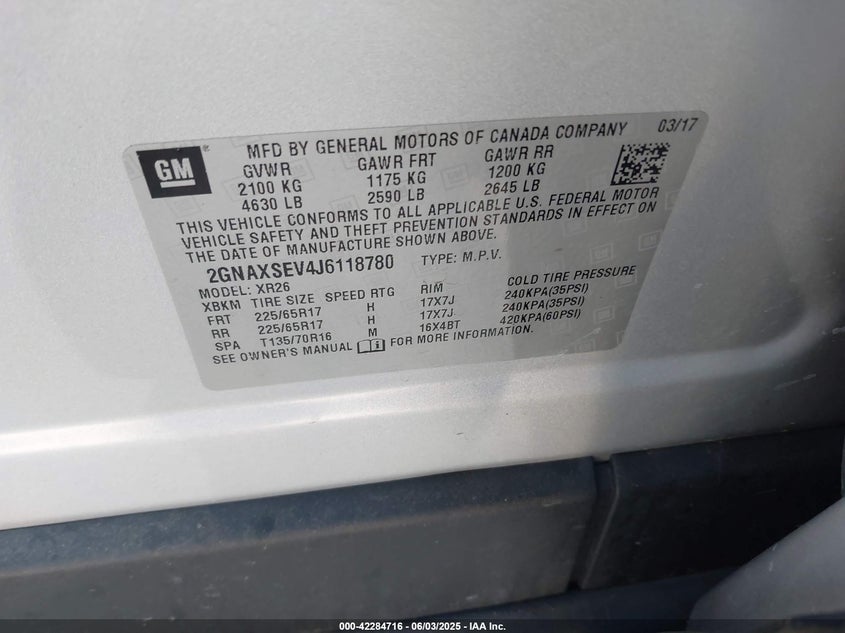 GM ® MFD BY GENERAL MOTORS OF CANADA COMPANY 03/17
GVWR GAWR FRT GAWR RR
2100 KG 1175 KG 1200 KG
4630 LB 2590 LB 2645 LB
THIS VEHICLE CONFORMS TO ALL APPLICABLE U.S. FEDERAL MOTOR
VEHICLE SAFETY AND THEFT PREVENTION STANDARDS IN EFFECT ON
THE DATE OF MANUFACTURE SHOWN ABOVE.
2GNAXSEV4J6118780 TYPE: M.P.V.
MODEL: XR26
XBKM TIRE SIZE SPEED RTG RIM COLD TIRE PRESSURE
FRT 225/65R17 H 17X7J 240KPA(35PSI)
RR 225/65R17 H 17X7J 240KPA(35PSI)
SPA T135/70R16 M 16X4BT 420KPA(60PSI)
SEE OWNER'S MANUAL FOR MORE INFORMATION.
000-42284716 - 06/03/2025 - IAA Inc.